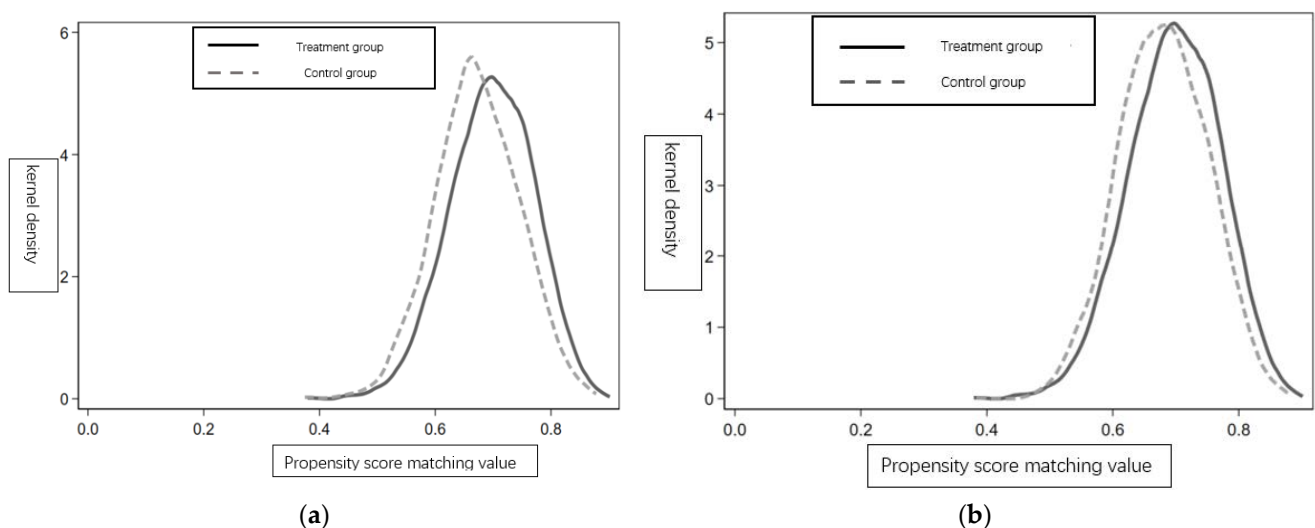 Treatment group
Control group
6
4
2
0
kernel density
0.0 0.2 0.4 0.6 0.8
Propensity score matching value
(a)
Treatment group
Control group
5
4
3
2
1
0
kernel density
0.0 0.2 0.4 0.6 0.8
Propensity score matching value
(b)